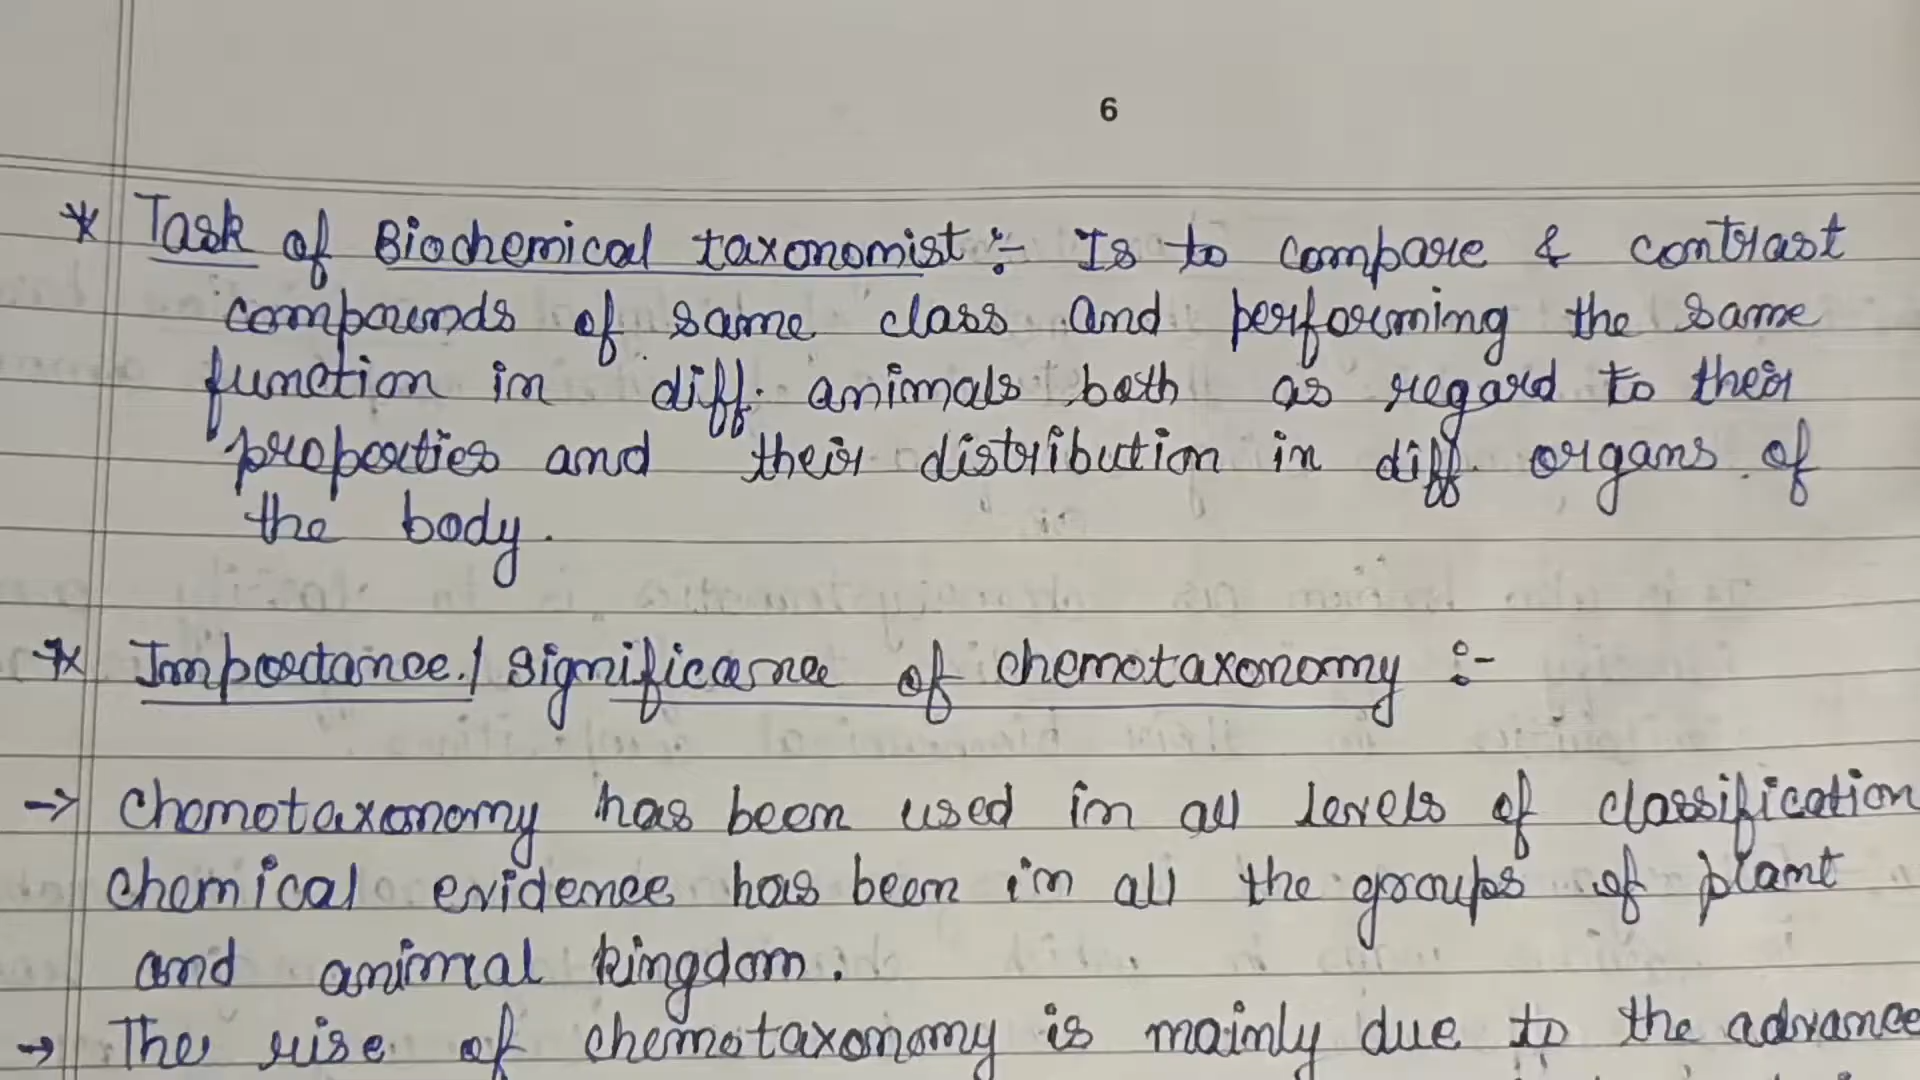 6
* Task of Biochemical taxonomist :- Is to compare & contrast
compounds of same class and performing the same
function in diff. animals both as regard to their
properties and their distribution in diff. organs of
the body.
* Importance / significance of chemotaxonomy :-
→ Chemotaxonomy has been used in all levels of classification
chemical evidence has been in all the groups of plant
and animal kingdom.
→ The rise of chemotaxonomy is mainly due to the advance